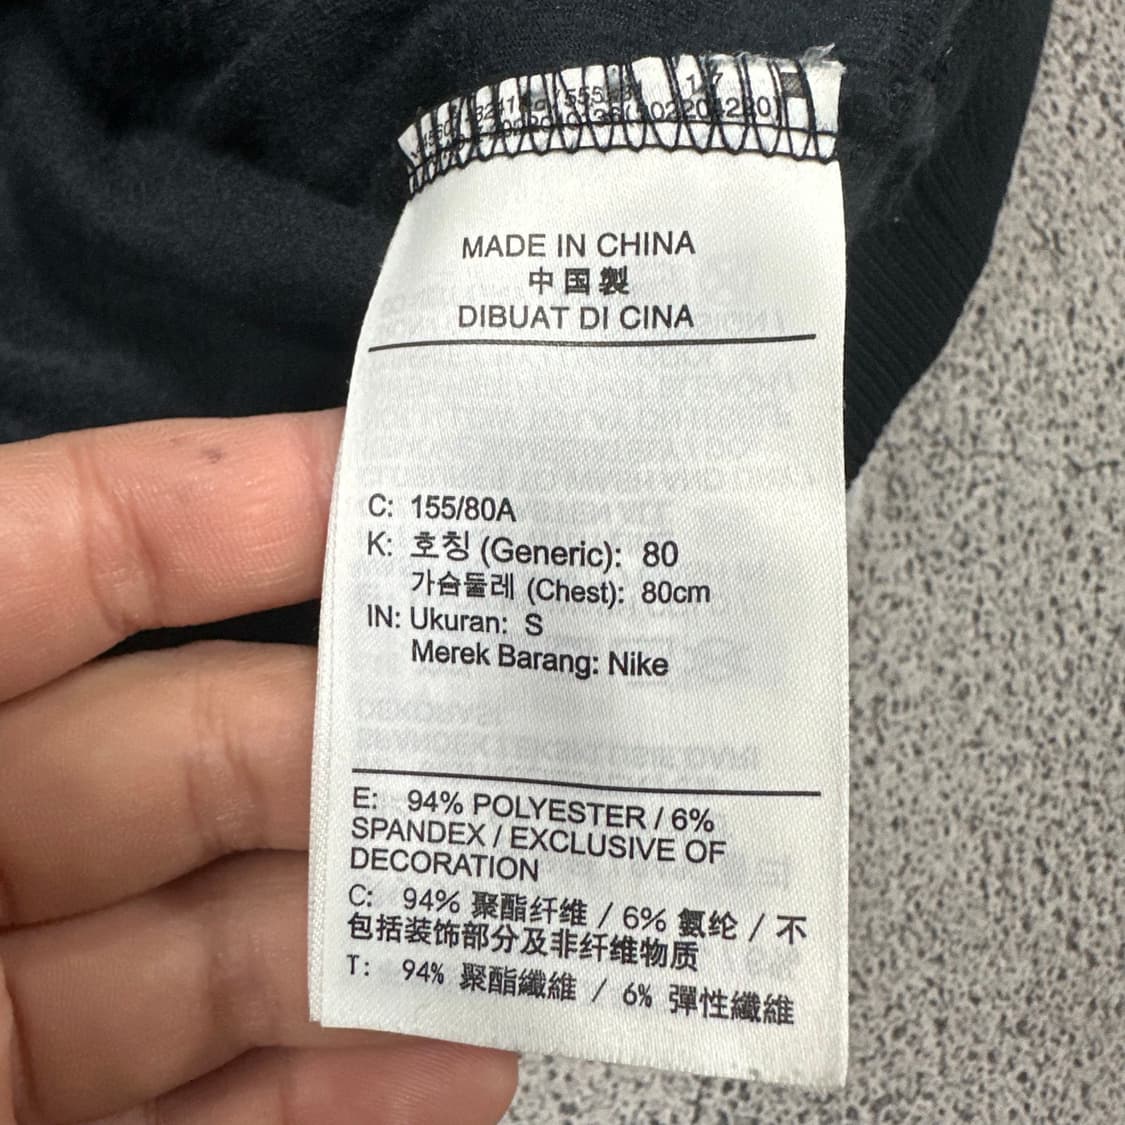 MADE IN CHINA
中国製
DIBUAT DI CINA
C: 155/80A
K: 호칭 (Generic): 80
가슴둘레 (Chest): 80cm
IN: Ukuran: S
Merek Barang: Nike
E: 94% POLYESTER / 6%
SPANDEX / EXCLUSIVE OF
DECORATION
C: 94% 聚酯纤维 / 6% 氨纶 / 不
包括装饰部分及非纤维物质
T: 94% 聚酯纖維 / 6% 彈性纖維